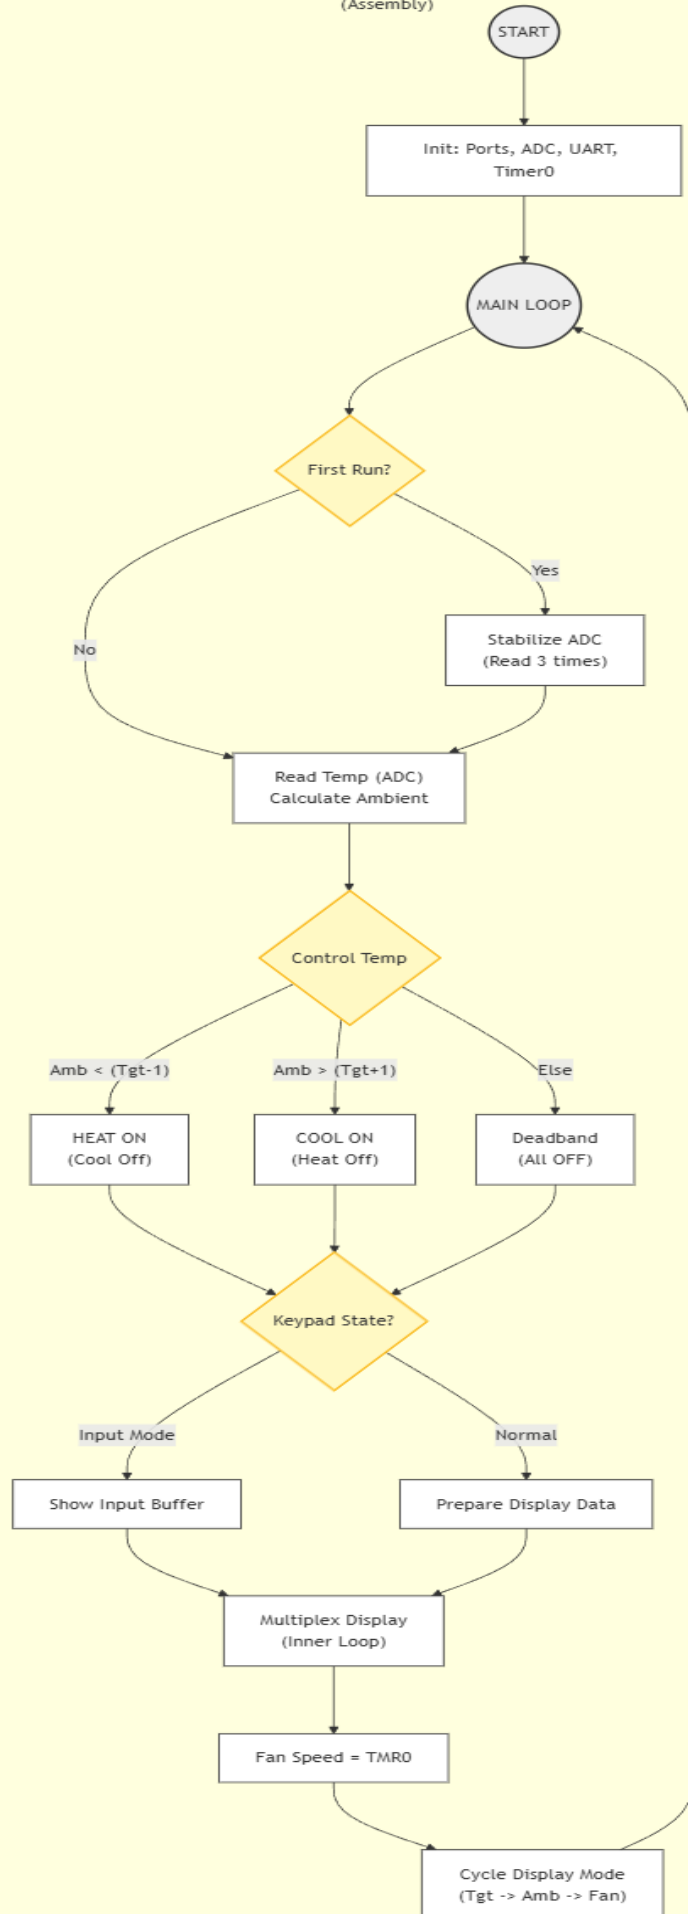 (Assembly)
START
Init: Ports, ADC, UART,
Timer0
MAIN LOOP
First Run?
Yes
No
Stabilize ADC
(Read 3 times)
Read Temp (ADC)
Calculate Ambient
Control Temp
Amb < (Tgt-1)
Amb > (Tgt+1)
Else
HEAT ON
(Cool Off)
COOL ON
(Heat Off)
Deadband
(All OFF)
Keypad State?
Input Mode
Normal
Show Input Buffer
Prepare Display Data
Multiplex Display
(Inner Loop)
Fan Speed = TMR0
Cycle Display Mode
(Tgt -> Amb -> Fan)